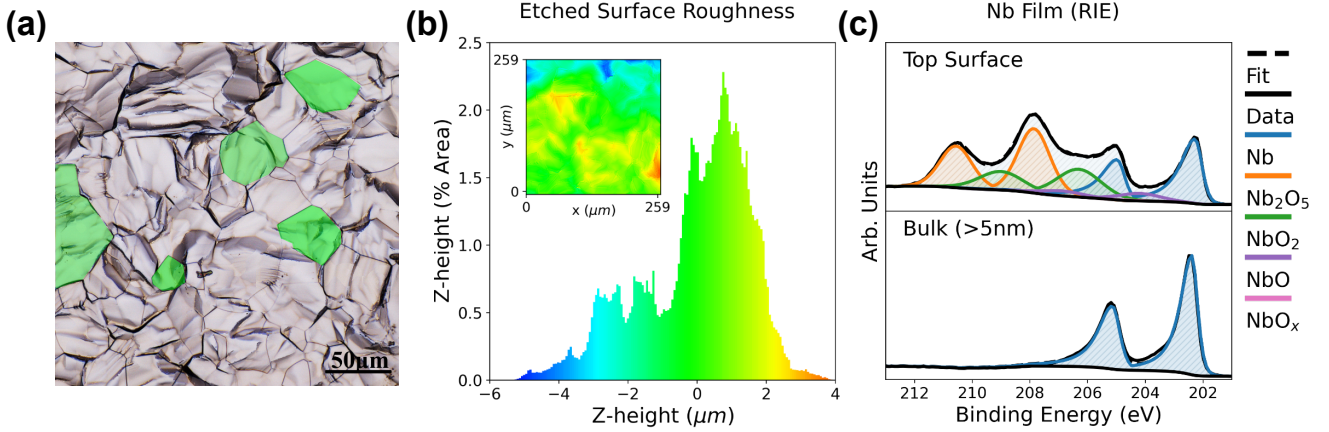 (a)
50µm
(b)
Etched Surface Roughness
Z-height (% Area)
2.5
2.0
1.5
1.0
0.5
0.0
259
y (µm)
0
0
x (µm)
259
−6
−4
−2
0
2
4
Z-height (µm)
(c)
Nb Film (RIE)
Arb. Units
Top Surface
Bulk (>5nm)
212
210
208
206
204
202
Binding Energy (eV)
Fit
Data
Nb
Nb₂O₅
NbO₂
NbO
NbOₓ